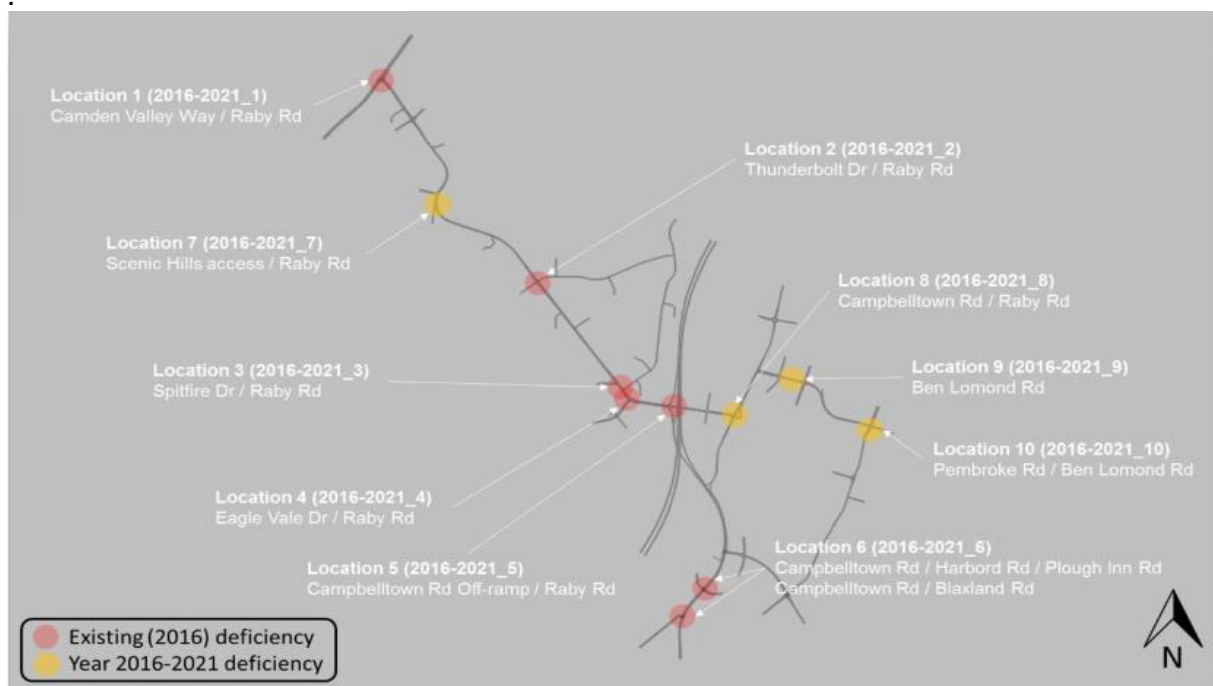 Location 1 (2016-2021_1)
Camden Valley Way / Raby Rd
Location 2 (2016-2021_2)
Thunderbolt Dr / Raby Rd
Location 7 (2016-2021_7)
Scenic Hills access / Raby Rd
Location 8 (2016-2021_8)
Campbelltown Rd / Raby Rd
Location 3 (2016-2021_3)
Spitfire Dr / Raby Rd
Location 9 (2016-2021_9)
Ben Lomond Rd
Location 10 (2016-2021_10)
Pembroke Rd / Ben Lomond Rd
Location 4 (2016-2021_4)
Eagle Vale Dr / Raby Rd
Location 5 (2016-2021_5)
Campbelltown Rd Off-ramp / Raby Rd
Location 6 (2016-2021_6)
Campbelltown Rd / Harbord Rd / Plough Inn Rd
Campbelltown Rd / Blaxland Rd
Existing (2016) deficiency
Year 2016-2021 deficiency
N